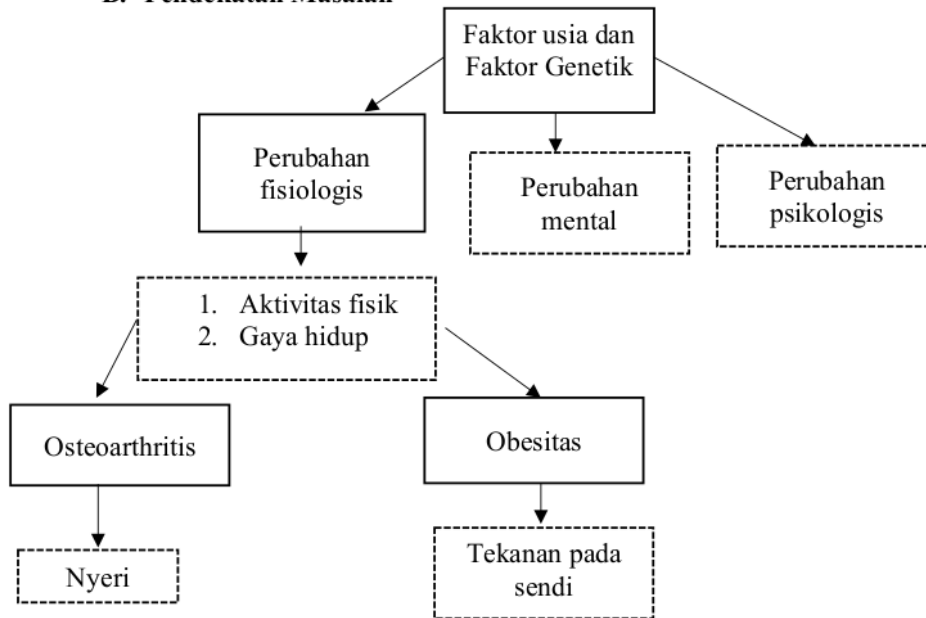 B. Pendekatan Masalah
Faktor usia dan
Faktor Genetik
Perubahan
fisiologis
Perubahan
mental
Perubahan
psikologis
1. Aktivitas fisik
2. Gaya hidup
Osteoarthritis
Obesitas
Nyeri
Tekanan pada
sendi